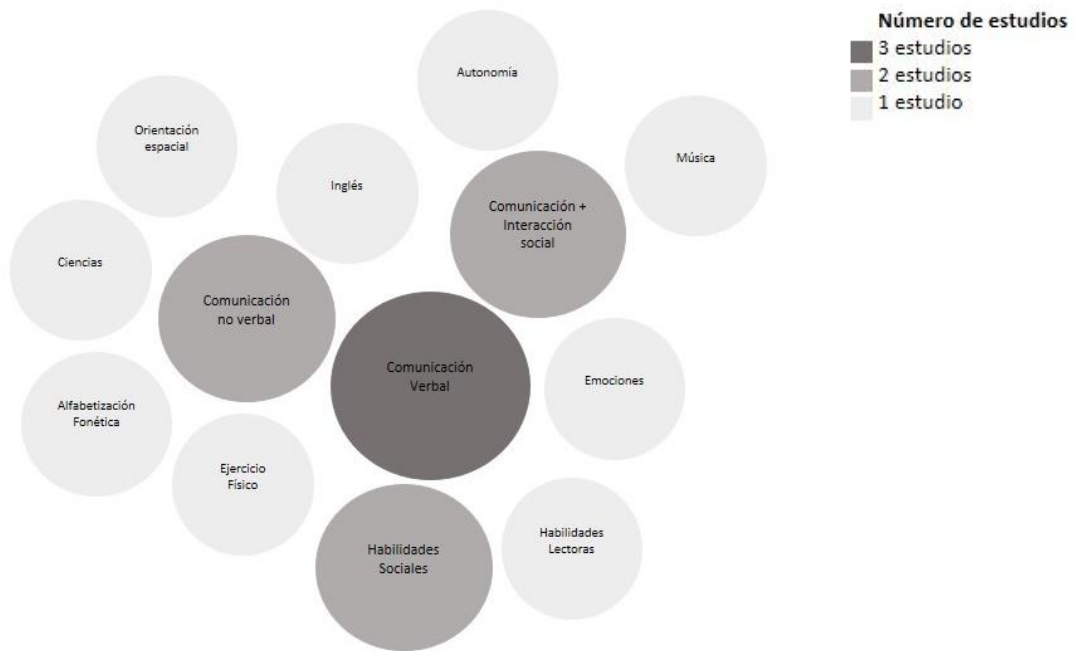 Número de estudios
3 estudios
2 estudios
1 estudio
Autonomía
Orientación
espacial
Inglés
Música
Comunicación +
Interacción
social
Ciencias
Comunicación
no verbal
Comunicación
Verbal
Emociones
Alfabetización
Fonética
Ejercicio
Físico
Habilidades
Sociales
Habilidades
Lectoras